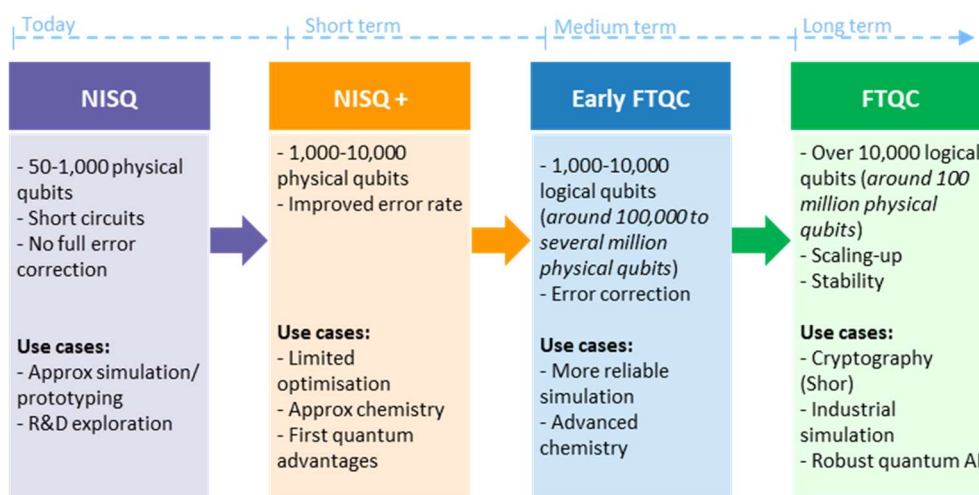 Today
Short term
Medium term
Long term
NISQ
- 50-1,000 physical
qubits
- Short circuits
- No full error
correction
Use cases:
- Approx simulation/
prototyping
- R&D exploration
NISQ +
- 1,000-10,000
physical qubits
- Improved error rate
Use cases:
- Limited
optimisation
- Approx chemistry
- First quantum
advantages
Early FTQC
- 1,000-10,000
logical qubits
(around 100,000 to
several million
physical qubits)
- Error correction
Use cases:
- More reliable
simulation
- Advanced
chemistry
FTQC
- Over 10,000 logical
qubits (around 100
million physical
qubits)
- Scaling-up
- Stability
Use cases:
- Cryptography
(Shor)
- Industrial
simulation
- Robust quantum AI